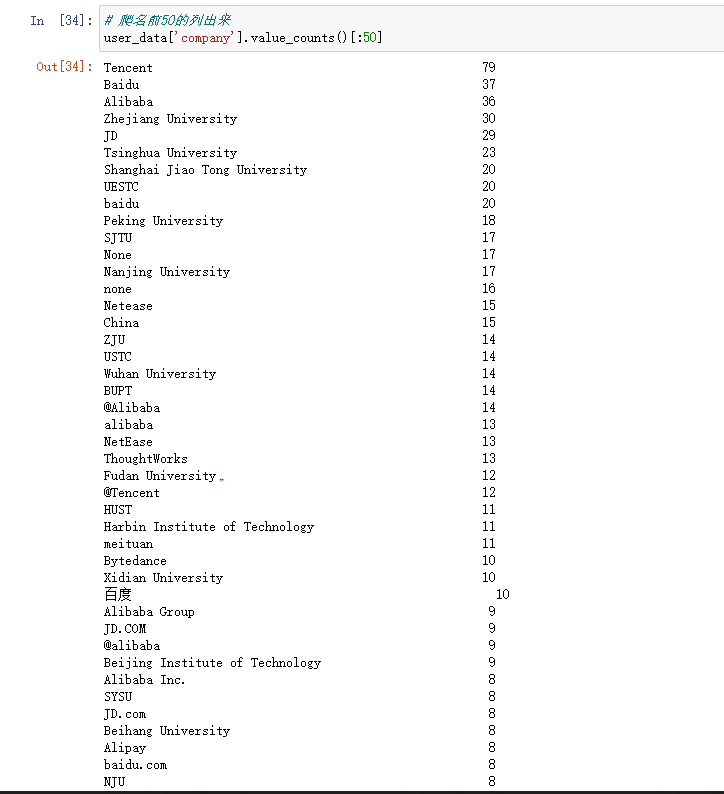 In [34]: # 爬名前50的列出来
user_data['company'].value_counts()[:50]
Out[34]: Tencent 79
Baidu 37
Alibaba 36
Zhejiang University 30
JD 29
Tsinghua University 23
Shanghai Jiao Tong University 20
UESTC 20
baidu 20
Peking University 18
SJTU 17
None 17
Nanjing University 17
none 16
Netease 15
China 15
ZJU 14
USTC 14
Wuhan University 14
BUPT 14
@Alibaba 14
alibaba 13
NetEase 13
ThoughtWorks 13
Fudan University 12
@Tencent 12
HUST 11
Harbin Institute of Technology 11
meituan 11
Bytedance 10
Xidian University 10
百度 10
Alibaba Group 9
JD.COM 9
@alibaba 9
Beijing Institute of Technology 9
Alibaba Inc. 8
SYSU 8
JD.com 8
Beihang University 8
Alipay 8
baidu.com 8
NJU 8